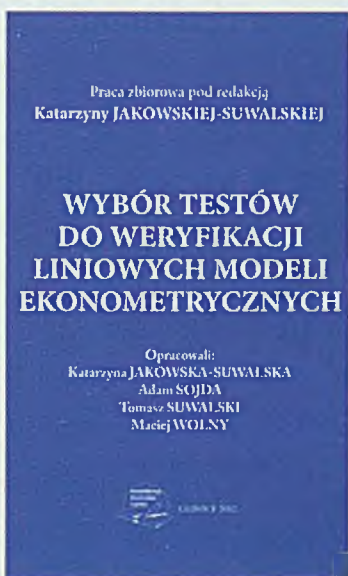 Praca zbiorowa pod redakcją
Katarzyny JAKOWSKIEJ-SUWALSKIEJ
WYBÓR TESTÓW
DO WERYFIKACJI
LINIOWYCH MODELI
EKONOMETRYCZNYCH
Opracowali:
Katarzyna JAKOWSKA-SUWALSKA
Adam SOJDA
Tomasz SUWALSKI
Maciej WOLNY
GLIWICE